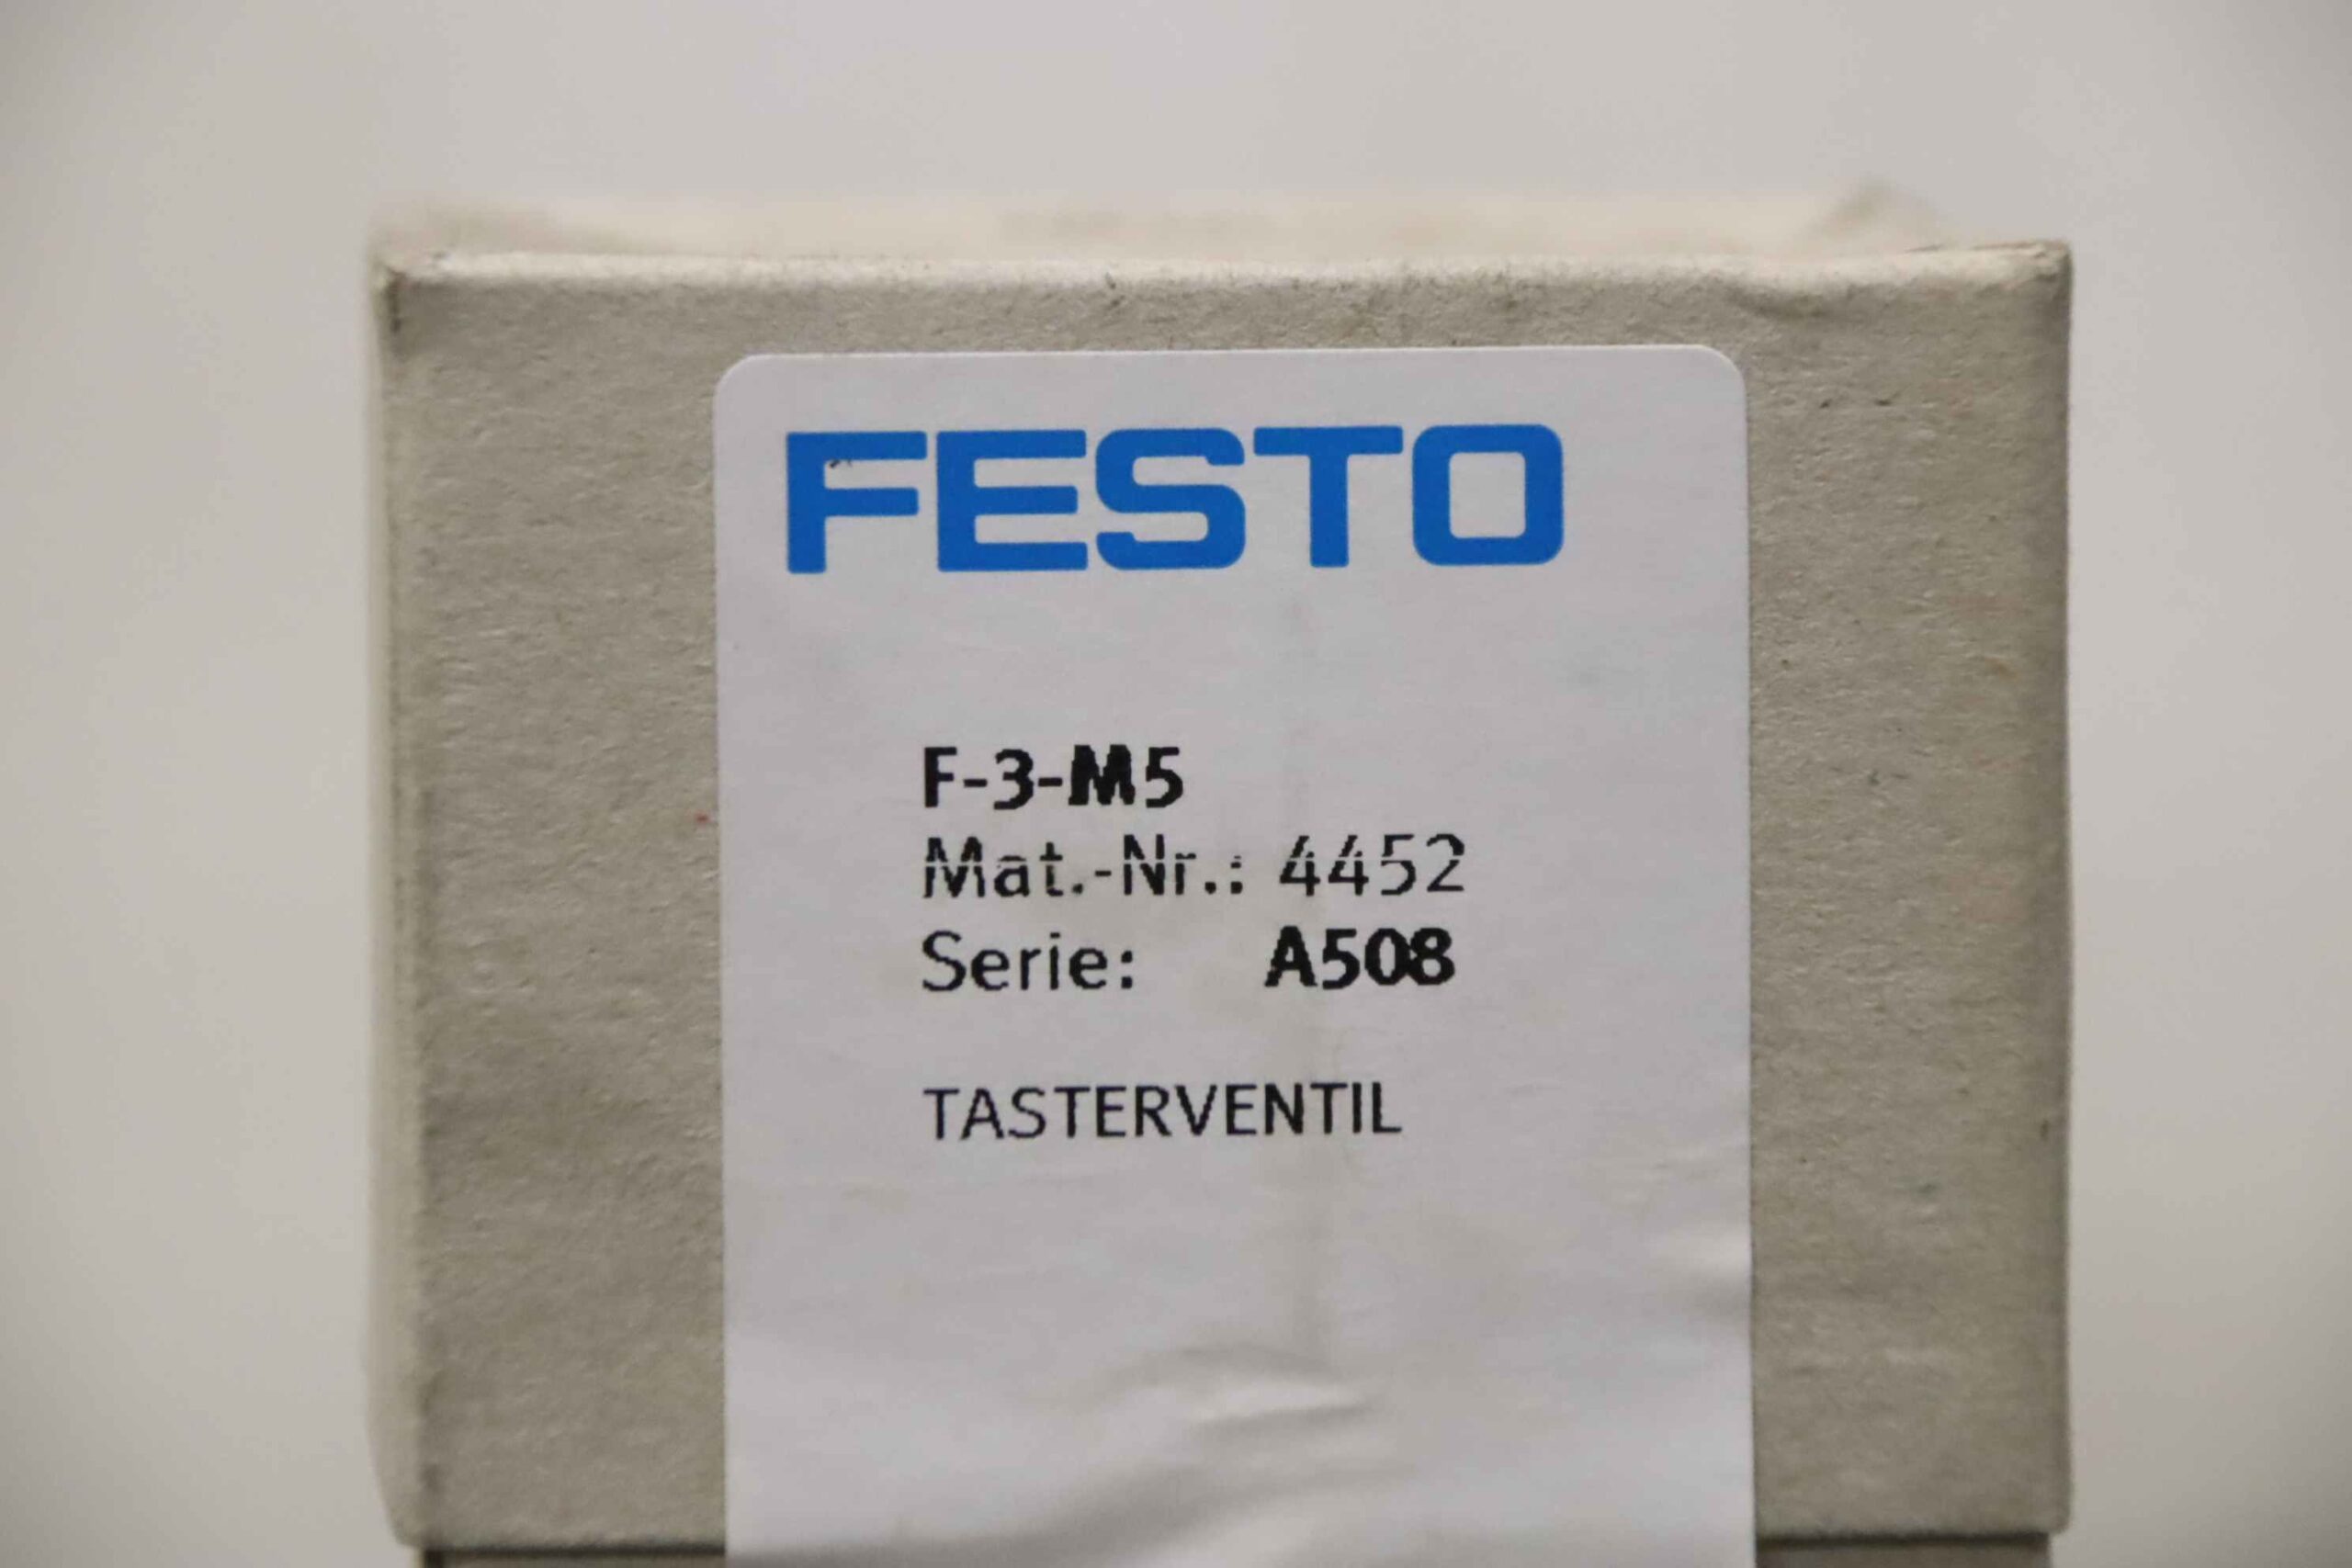 FESTO
F-3-M5
Mat.-Nr.: 4452
Serie: A508
TASTERVENTIL